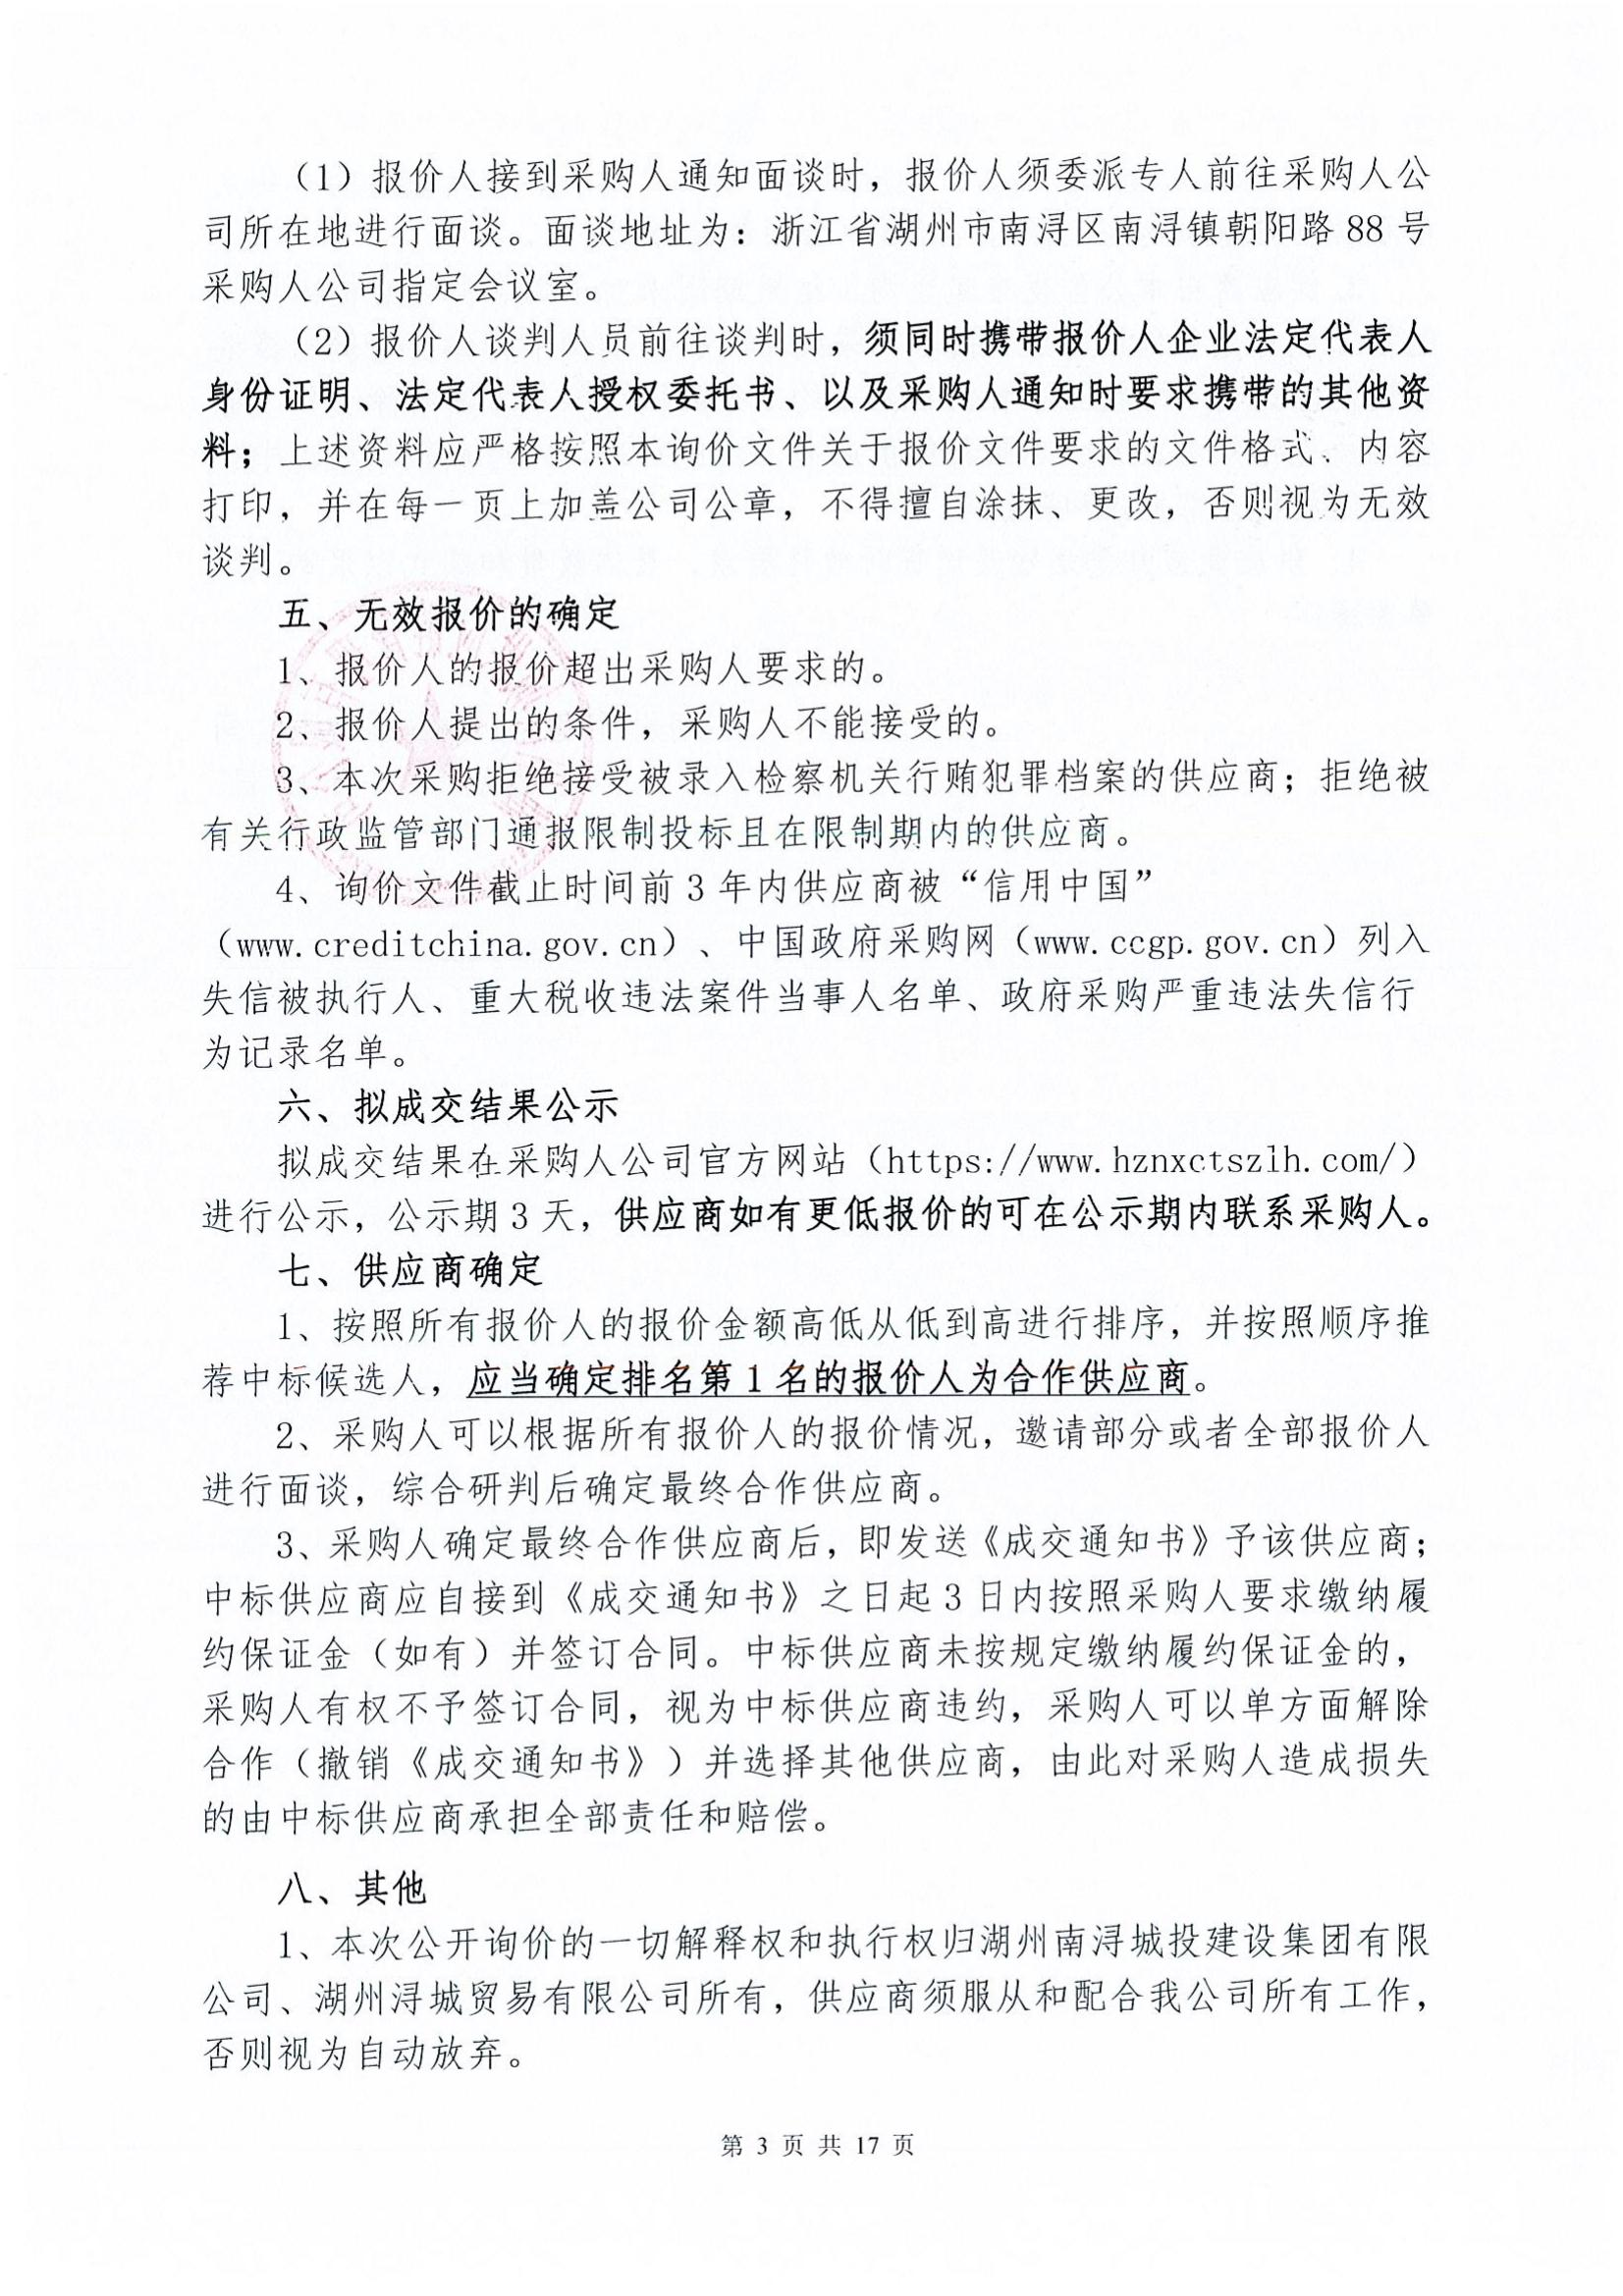 （1）报价人接到采购人通知面谈时，报价人须委派专人前往采购人公
司所在地进行面谈。面谈地址为：浙江省湖州市南浔区南浔镇朝阳路 88 号
采购人公司指定会议室。
（2）报价人谈判人员前往谈判时，须同时携带报价人企业法定代表人
身份证明、法定代表人授权委托书、以及采购人通知时要求携带的其他资
料；上述资料应严格按照本询价文件关于报价文件要求的文件格式、内容
打印，并在每一页上加盖公司公章，不得擅自涂抹、更改，否则视为无效
谈判。
五、无效报价的确定
1、报价人的报价超出采购人要求的。
2、报价人提出的条件，采购人不能接受的。
3、本次采购拒绝接受被录入检察机关行贿犯罪档案的供应商；拒绝被
有关行政监管部门通报限制投标且在限制期内的供应商。
4、询价文件截止时间前 3 年内供应商被“信用中国”
（www.creditchina.gov.cn）、中国政府采购网（www.ccgp.gov.cn）列入
失信被执行人、重大税收违法案件当事人名单、政府采购严重违法失信行
为记录名单。
六、拟成交结果公示
拟成交结果在采购人公司官方网站（https://www.hznxctszlh.com/）
进行公示，公示期 3 天，供应商如有更低报价的可在公示期内联系采购人。
七、供应商确定
1、按照所有报价人的报价金额高低从低到高进行排序，并按照顺序推
荐中标候选人，应当确定排名第 1 名的报价人为合作供应商。
2、采购人可以根据所有报价人的报价情况，邀请部分或者全部报价人
进行面谈，综合研判后确定最终合作供应商。
3、采购人确定最终合作供应商后，即发送《成交通知书》予该供应商；
中标供应商应自接到《成交通知书》之日起 3 日内按照采购人要求缴纳履
约保证金（如有）并签订合同。中标供应商未按规定缴纳履约保证金的，
采购人有权不予签订合同，视为中标供应商违约，采购人可以单方面解除
合作（撤销《成交通知书》）并选择其他供应商，由此对采购人造成损失
的由中标供应商承担全部责任和赔偿。
八、其他
1、本次公开询价的一切解释权和执行权归湖州南浔城投建设集团有限
公司、湖州浔城贸易有限公司所有，供应商须服从和配合我公司所有工作，
否则视为自动放弃。
第 3 页 共 17 页